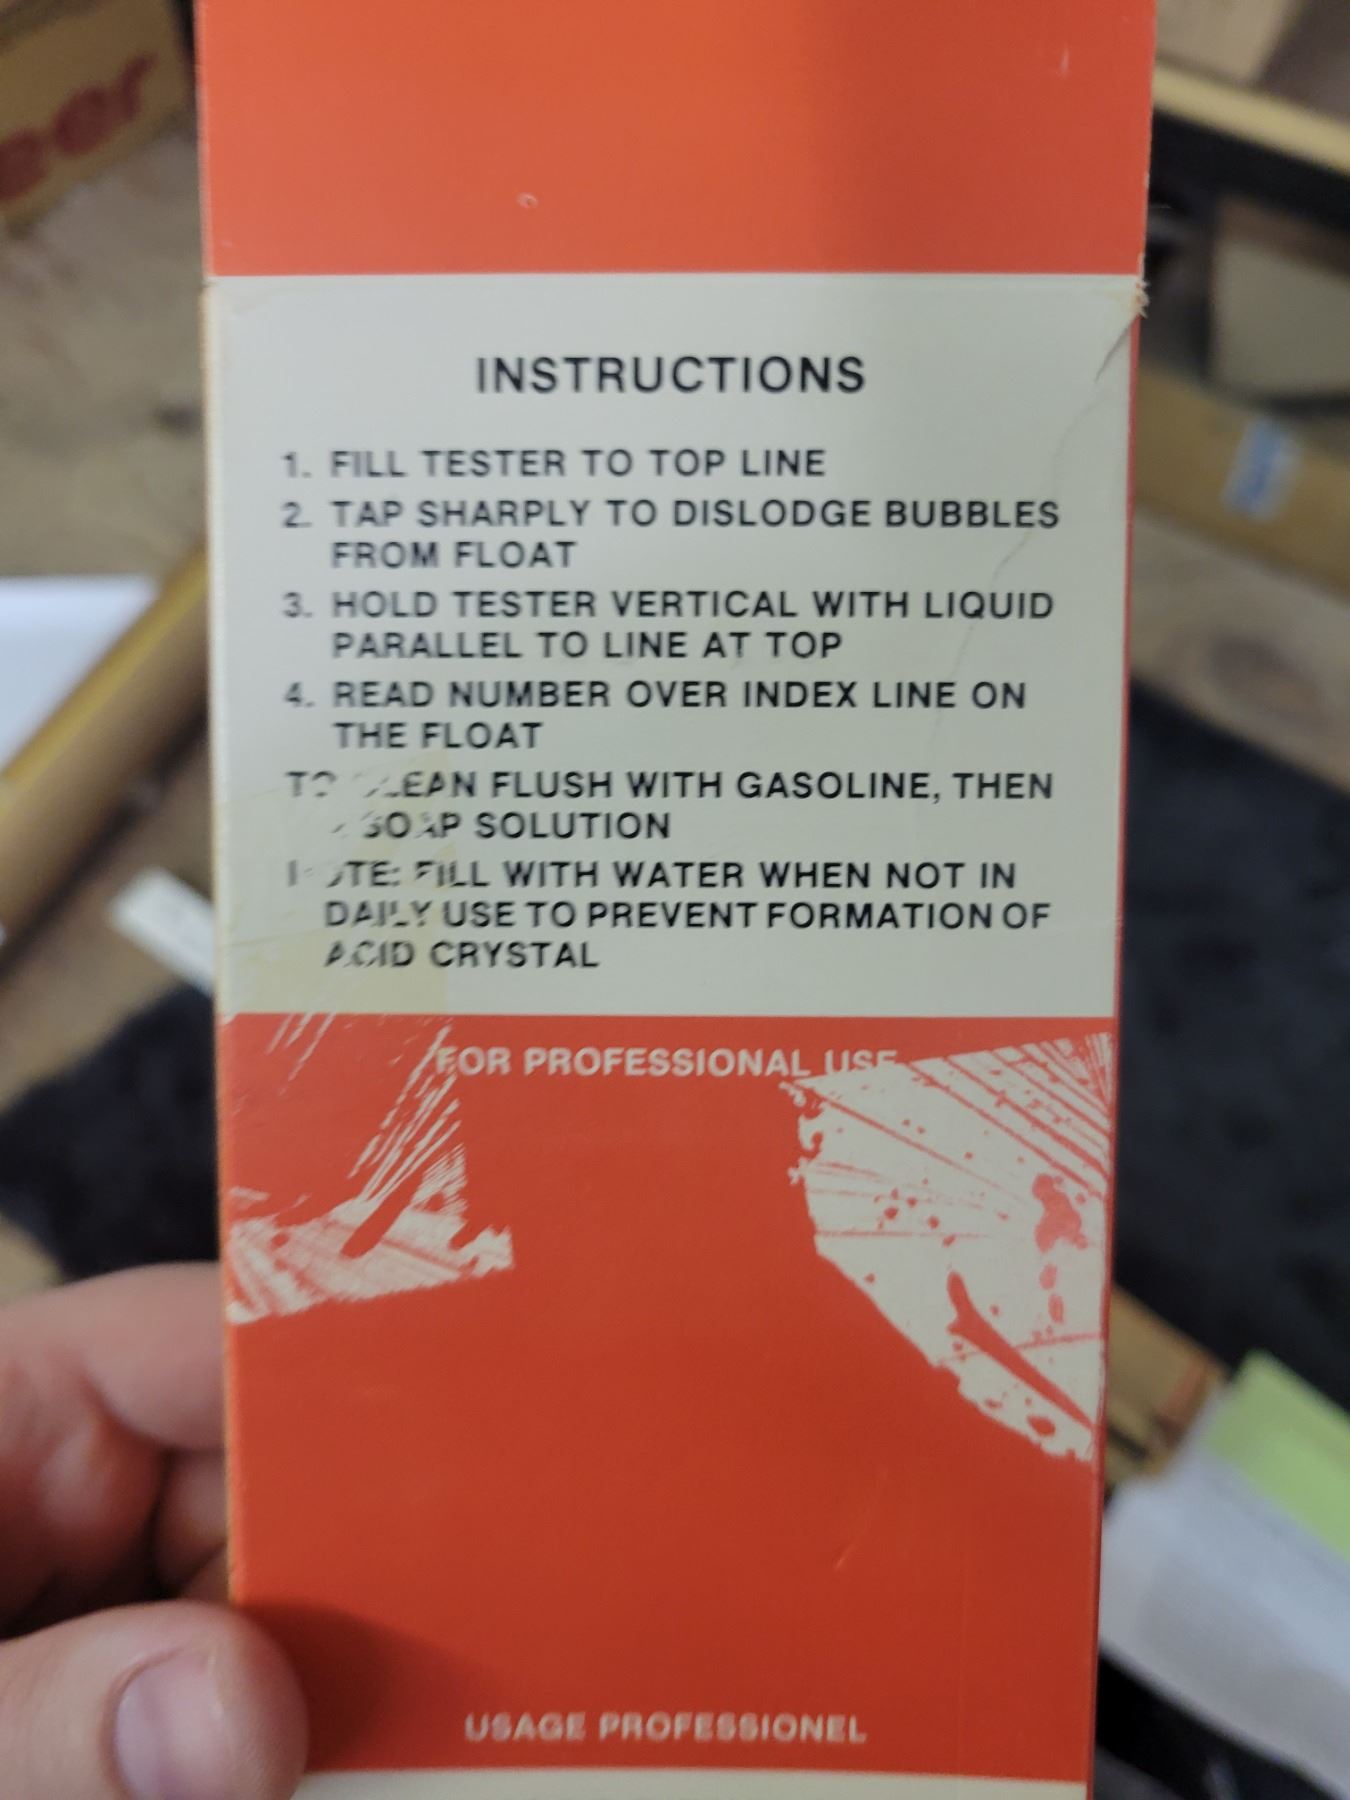 INSTRUCTIONS
1. FILL TESTER TO TOP LINE
2. TAP SHARPLY TO DISLODGE BUBBLES
FROM FLOAT
3. HOLD TESTER VERTICAL WITH LIQUID
PARALLEL TO LINE AT TOP
4. READ NUMBER OVER INDEX LINE ON
THE FLOAT
TO CLEAN FLUSH WITH GASOLINE, THEN
SOAP SOLUTION
NOTE: FILL WITH WATER WHEN NOT IN
DAILY USE TO PREVENT FORMATION OF
ACID CRYSTAL
FOR PROFESSIONAL USE
USAGE PROFESSIONEL